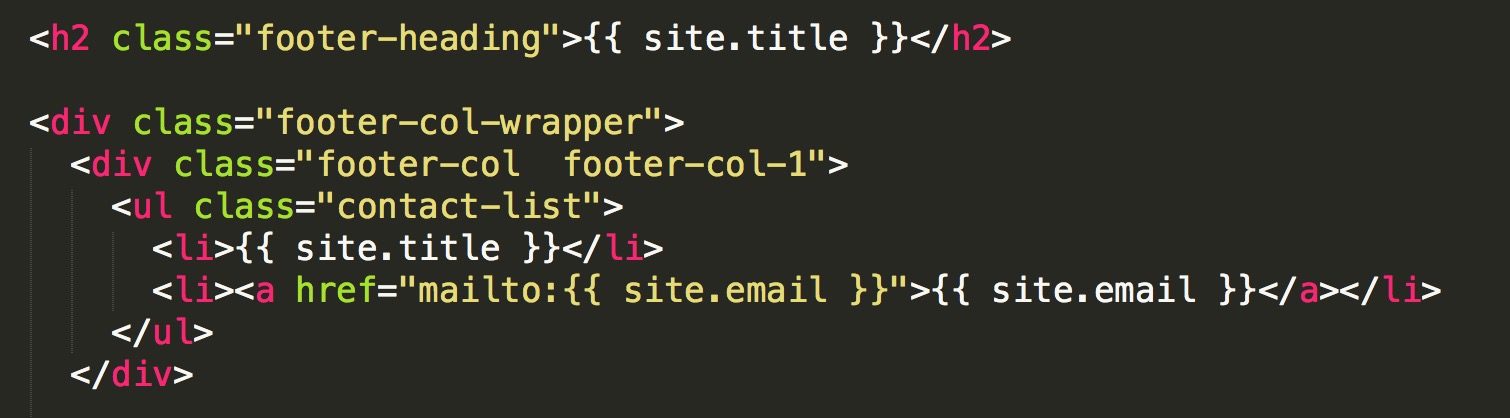 <h2 class="footer-heading">{{ site.title }}</h2>
<div class="footer-col-wrapper">
<div class="footer-col  footer-col-1">
<ul class="contact-list">
<li>{{ site.title }}</li>
<li><a href="mailto:{{ site.email }}">{{ site.email }}</a></li>
</ul>
</div>